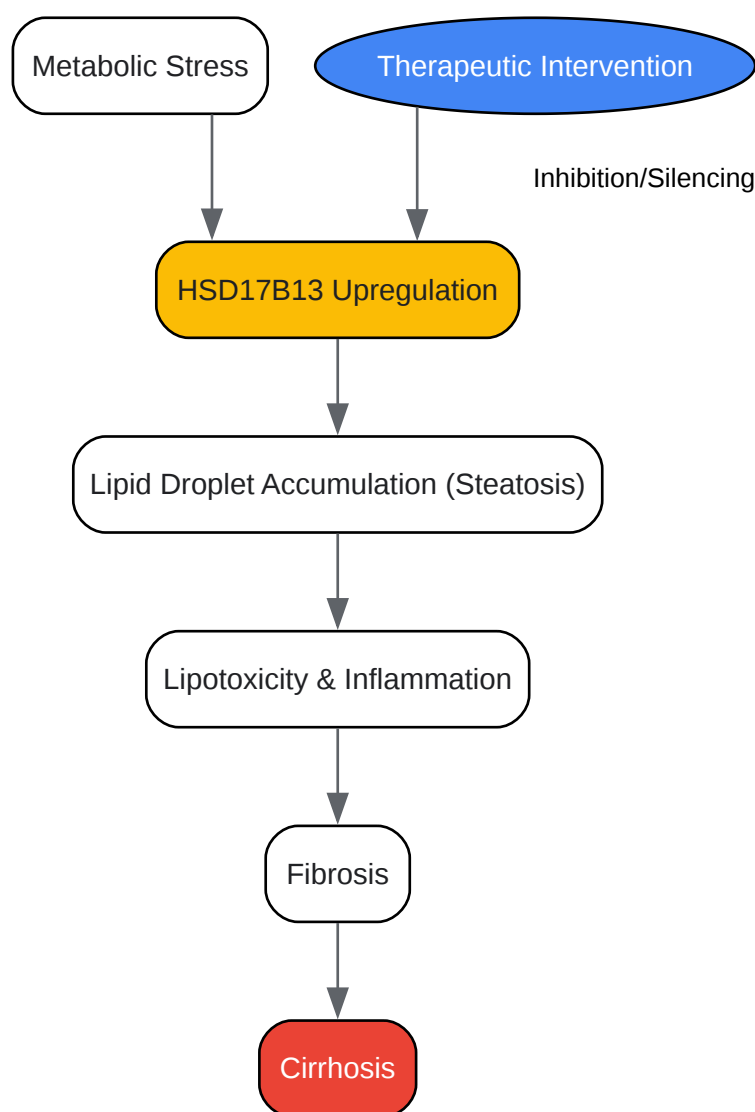 Metabolic Stress
Therapeutic Intervention
Inhibition/Silencing
HSD17B13 Upregulation
Lipid Droplet Accumulation (Steatosis)
Lipotoxicity & Inflammation
Fibrosis
Cirrhosis